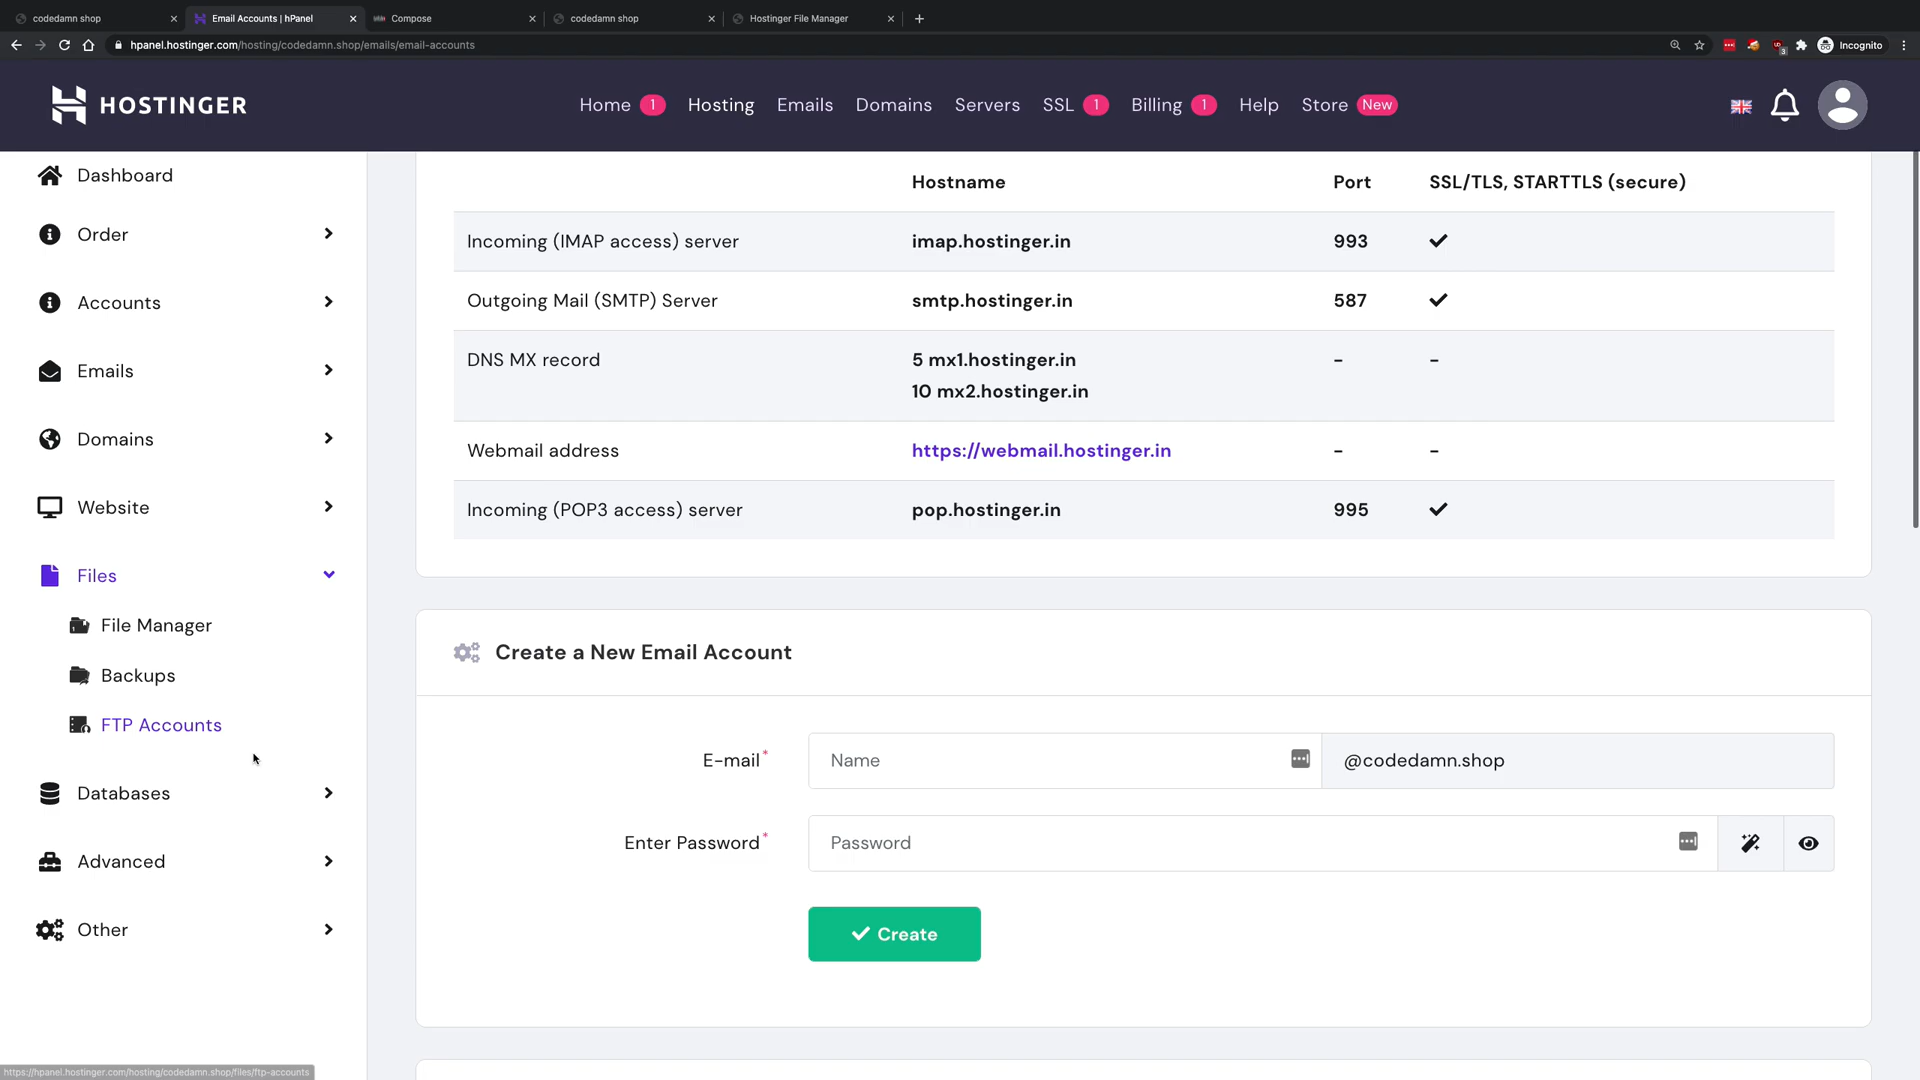 codedamn shop
Email Accounts | hPanel
Compose
codedamn shop
Hostinger File Manager
hpanel.hostinger.com/hosting/codedamn.shop/emails/email-accounts
Incognito
HOSTINGER
Home 1
Hosting
Emails
Domains
Servers
SSL 1
Billing 1
Help
Store New
Dashboard
Order
Accounts
Emails
Domains
Website
Files
File Manager
Backups
FTP Accounts
Databases
Advanced
Other
Hostname Port SSL/TLS, STARTTLS (secure)
Incoming (IMAP access) server imap.hostinger.in 993
Outgoing Mail (SMTP) Server smtp.hostinger.in 587
DNS MX record 5 mx1.hostinger.in - -
10 mx2.hostinger.in
Webmail address https://webmail.hostinger.in - -
Incoming (POP3 access) server pop.hostinger.in 995
Create a New Email Account
E-mail* Name @codedamn.shop
Enter Password* Password
Create
https://hpanel.hostinger.com/hosting/codedamn.shop/files/ftp-accounts